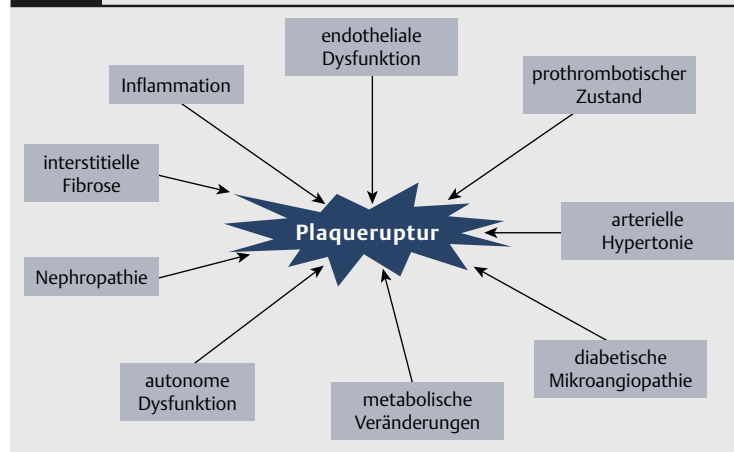 endotheliale
Dysfunktion
Inflammation
prothrombotischer
Zustand
interstitielle
Fibrose
Plaqueruptur
arterielle
Hypertonie
Nephropathie
diabetische
Mikroangiopathie
autonome
Dysfunktion
metabolische
Veränderungen